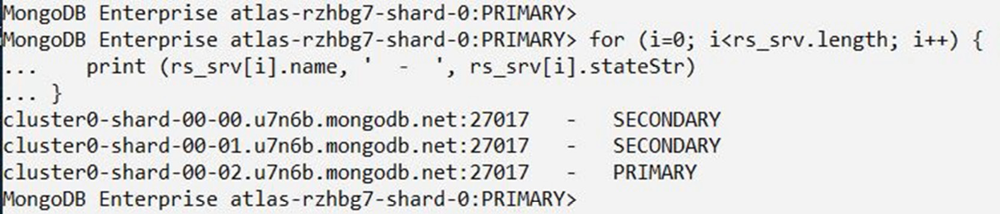 MongoDB Enterprise atlas-rzhbg7-shard-0:PRIMARY>
MongoDB Enterprise atlas-rzhbg7-shard-0:PRIMARY> for (i=0; i<rs_srv.length; i++) {
...    print (rs_srv[i].name, '  -  ', rs_srv[i].stateStr)
... }
cluster0-shard-00-00.u7n6b.mongodb.net:27017   -   SECONDARY
cluster0-shard-00-01.u7n6b.mongodb.net:27017   -   SECONDARY
cluster0-shard-00-02.u7n6b.mongodb.net:27017   -   PRIMARY
MongoDB Enterprise atlas-rzhbg7-shard-0:PRIMARY>